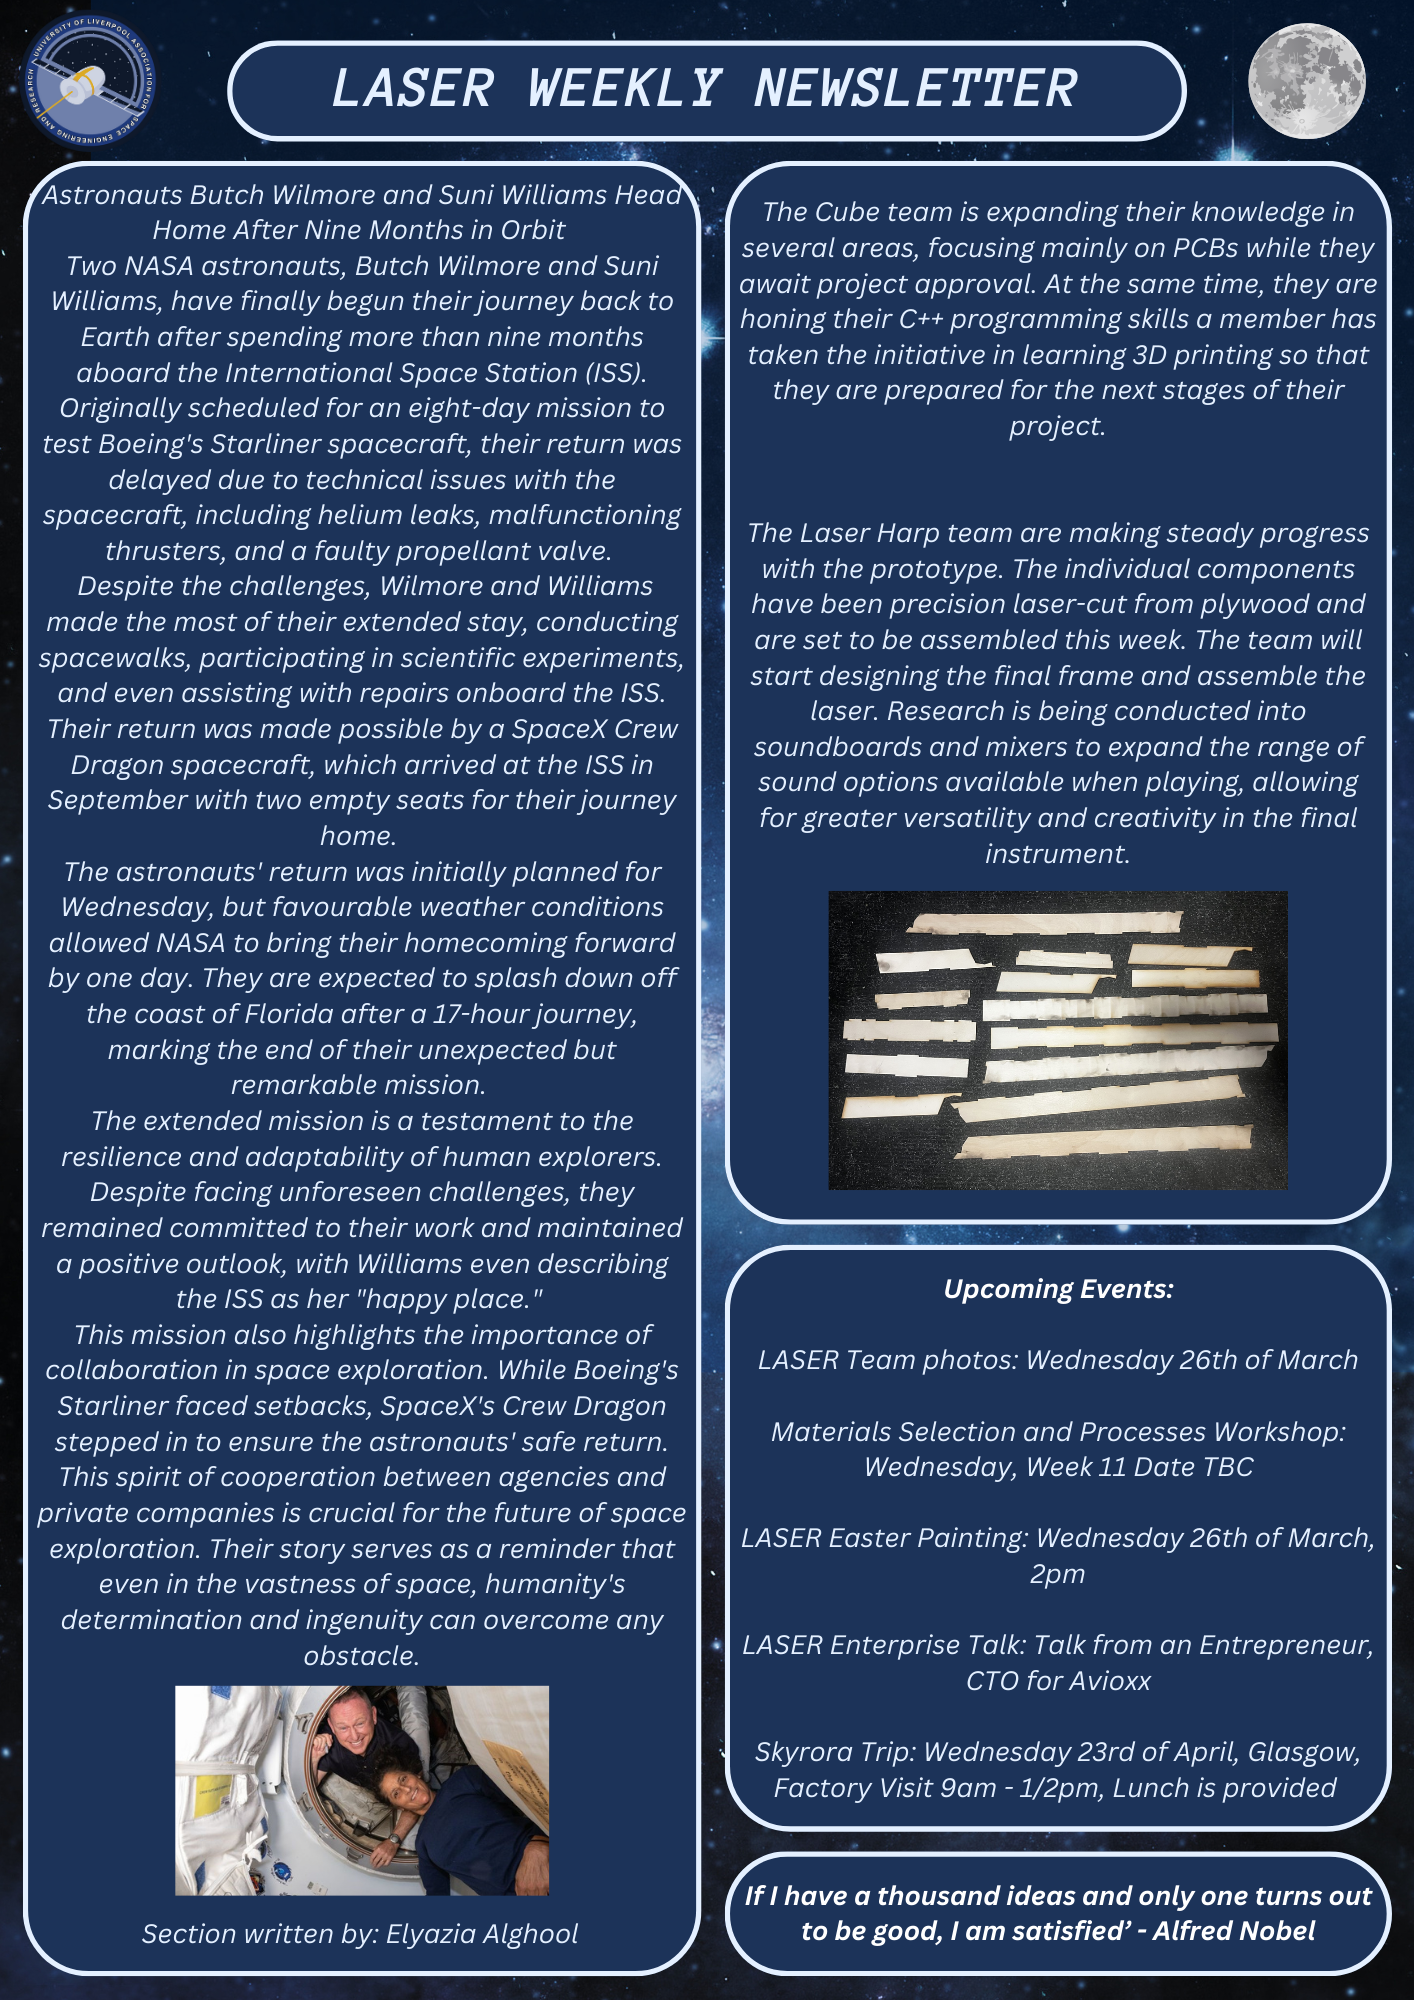 UNIVERSITY OF LIVERPOOL ASSOCIATION FOR SPACE ENGINEERING AND RESEARCH
LASER WEEKLY NEWSLETTER
Astronauts Butch Wilmore and Suni Williams Head
Home After Nine Months in Orbit
Two NASA astronauts, Butch Wilmore and Suni
Williams, have finally begun their journey back to
Earth after spending more than nine months
aboard the International Space Station (ISS).
Originally scheduled for an eight-day mission to
test Boeing's Starliner spacecraft, their return was
delayed due to technical issues with the
spacecraft, including helium leaks, malfunctioning
thrusters, and a faulty propellant valve.
Despite the challenges, Wilmore and Williams
made the most of their extended stay, conducting
spacewalks, participating in scientific experiments,
and even assisting with repairs onboard the ISS.
Their return was made possible by a SpaceX Crew
Dragon spacecraft, which arrived at the ISS in
September with two empty seats for their journey
home.
The astronauts' return was initially planned for
Wednesday, but favourable weather conditions
allowed NASA to bring their homecoming forward
by one day. They are expected to splash down off
the coast of Florida after a 17-hour journey,
marking the end of their unexpected but
remarkable mission.
The extended mission is a testament to the
resilience and adaptability of human explorers.
Despite facing unforeseen challenges, they
remained committed to their work and maintained
a positive outlook, with Williams even describing
the ISS as her "happy place."
This mission also highlights the importance of
collaboration in space exploration. While Boeing's
Starliner faced setbacks, SpaceX's Crew Dragon
stepped in to ensure the astronauts' safe return.
This spirit of cooperation between agencies and
private companies is crucial for the future of space
exploration. Their story serves as a reminder that
even in the vastness of space, humanity's
determination and ingenuity can overcome any
obstacle.
Section written by: Elyazia Alghool
The Cube team is expanding their knowledge in
several areas, focusing mainly on PCBs while they
await project approval. At the same time, they are
honing their C++ programming skills a member has
taken the initiative in learning 3D printing so that
they are prepared for the next stages of their
project.
The Laser Harp team are making steady progress
with the prototype. The individual components
have been precision laser-cut from plywood and
are set to be assembled this week. The team will
start designing the final frame and assemble the
laser. Research is being conducted into
soundboards and mixers to expand the range of
sound options available when playing, allowing
for greater versatility and creativity in the final
instrument.
Upcoming Events:
LASER Team photos: Wednesday 26th of March
Materials Selection and Processes Workshop:
Wednesday, Week 11 Date TBC
LASER Easter Painting: Wednesday 26th of March,
2pm
LASER Enterprise Talk: Talk from an Entrepreneur,
CTO for Avioxx
Skyrora Trip: Wednesday 23rd of April, Glasgow,
Factory Visit 9am - 1/2pm, Lunch is provided
If I have a thousand ideas and only one turns out
to be good, I am satisfied’ - Alfred Nobel